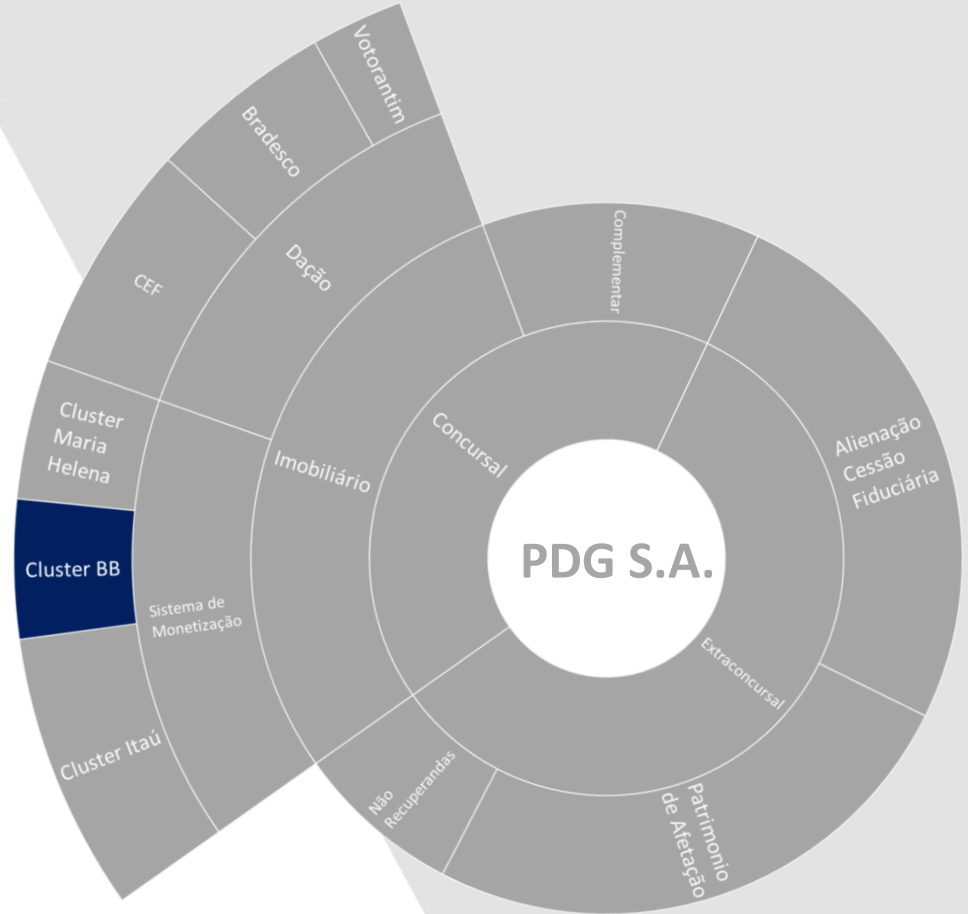 Votorantim
Bradesco
Dação
CEF
Cluster
Maria
Helena
Cluster BB
Cluster Itaú
Sistema de
Monetização
Imobiliário
Concursal
Complementar
PDG S.A.
Alienação
Cessão
Fiduciária
Extraconcursal
Patrimonio
de Afetação
Não
Recuperandas